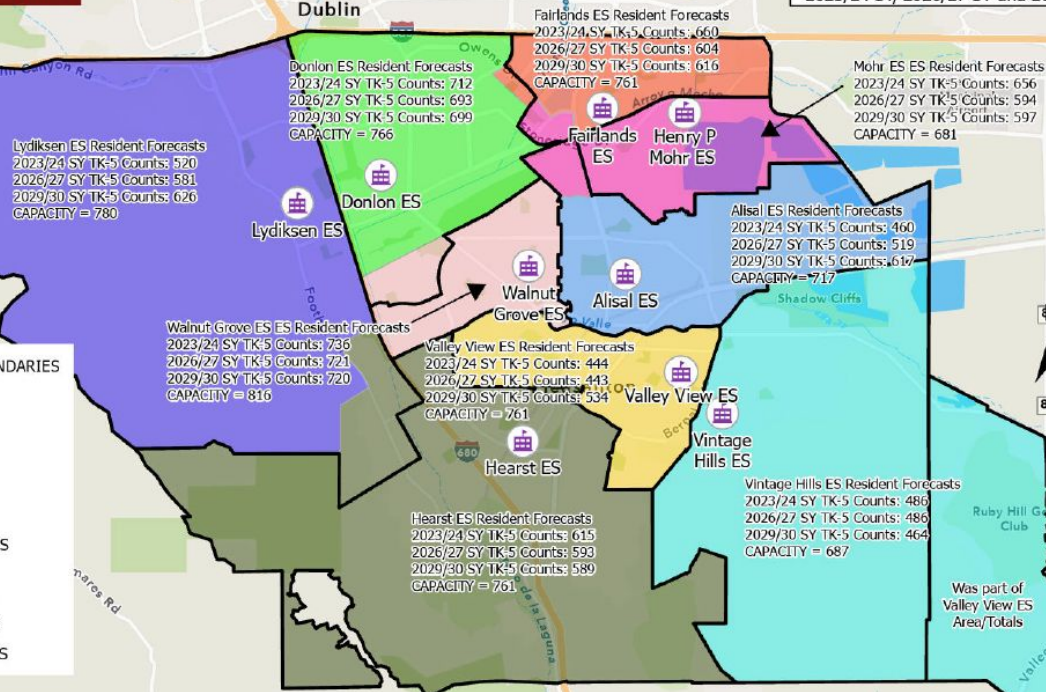 Dublin
Fairlands ES Resident Forecasts
2023/24 SY TK-5 Counts: 660
2026/27 SY TK-5 Counts: 604
2029/30 SY TK-5 Counts: 616
CAPACITY = 761
Canyon Rd
Owens
Donlon ES Resident Forecasts
2023/24 SY TK-5 Counts: 712
2026/27 SY TK-5 Counts: 693
2029/30 SY TK-5 Counts: 699
CAPACITY = 766
Mohr ES ES Resident Forecasts
2023/24 SY TK-5 Counts: 656
2026/27 SY TK-5 Counts: 594
2029/30 SY TK-5 Counts: 597
CAPACITY = 681
Fairlands
ES
Henry P
Mohr ES
Lydiksen ES Resident Forecasts
2023/24 SY TK-5 Counts: 520
2026/27 SY TK-5 Counts: 581
2029/30 SY TK-5 Counts: 626
CAPACITY = 780
Donlon ES
Lydiksen ES
Alisal ES Resident Forecasts
2023/24 SY TK-5 Counts: 460
2026/27 SY TK-5 Counts: 519
2029/30 SY TK-5 Counts: 617
CAPACITY = 717
Walnut
Grove ES
Alisal ES
Shadow Cliffs
Walnut Grove ES ES Resident Forecasts
2023/24 SY TK-5 Counts: 736
2026/27 SY TK-5 Counts: 721
2029/30 SY TK-5 Counts: 720
CAPACITY = 816
Valley View ES Resident Forecasts
2023/24 SY TK-5 Counts: 444
2026/27 SY TK-5 Counts: 443
2029/30 SY TK-5 Counts: 534
CAPACITY = 761
NDARIES
Valley View ES
Vintage
Hills ES
680
Hearst ES
Vintage Hills ES Resident Forecasts
2023/24 SY TK-5 Counts: 486
2026/27 SY TK-5 Counts: 486
2029/30 SY TK-5 Counts: 464
CAPACITY = 687
Ruby Hill G
Club
Hearst ES Resident Forecasts
2023/24 SY TK-5 Counts: 615
2026/27 SY TK-5 Counts: 593
2029/30 SY TK-5 Counts: 589
CAPACITY = 761
Was part of
Valley View ES
Area/Totals
mares Rd
de la Laguna
S
S